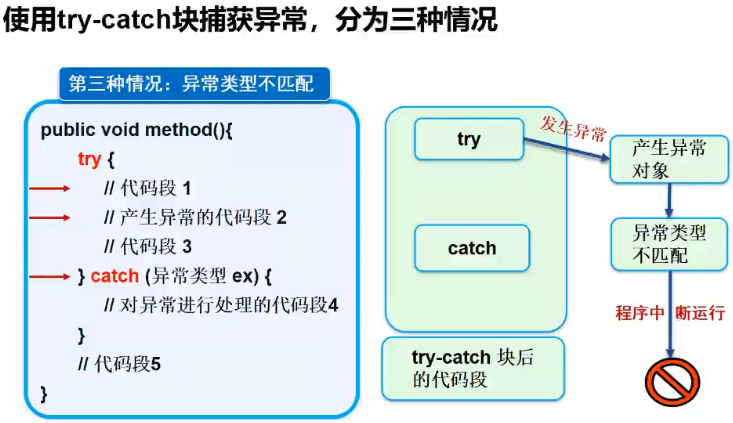 使用try-catch块捕获异常，分为三种情况
第三种情况：异常类型不匹配
public void method(){
try {
// 代码段 1
// 产生异常的代码段 2
// 代码段 3
} catch (异常类型 ex) {
// 对异常进行处理的代码段4
}
// 代码段5
}
try
发生异常
产生异常
对象
catch
异常类型
不匹配
程序中 断运行
try-catch 块后
的代码段